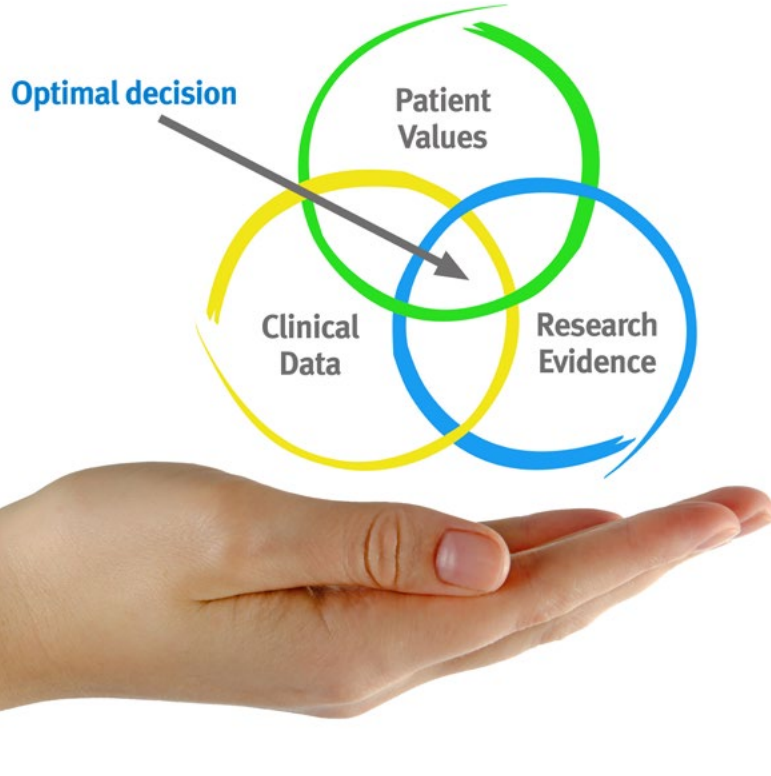 Optimal decision
Patient
Values
Clinical
Data
Research
Evidence